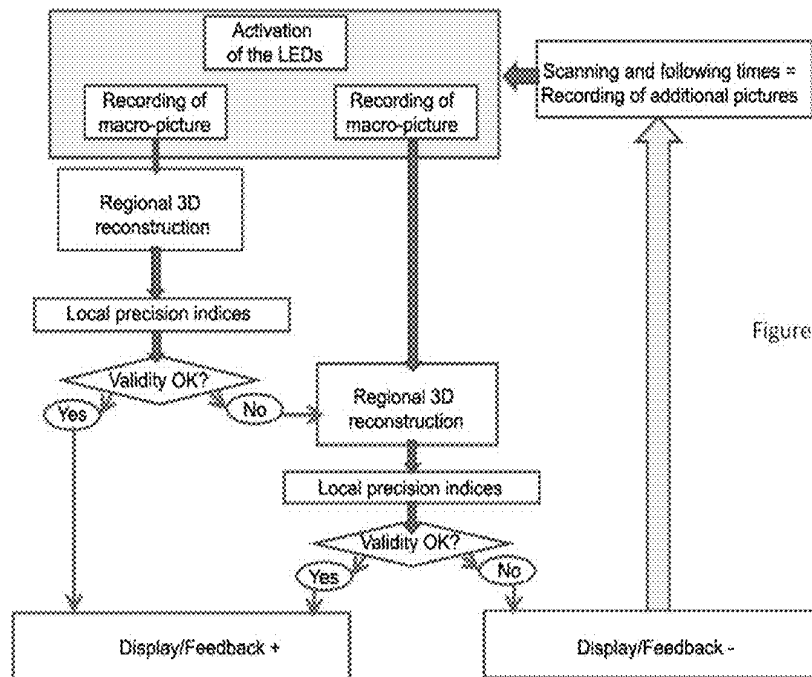 Activation
of the LEDs
Scanning and following times =
Recording of additional pictures
Recording of
macro-picture
Recording of
macro-picture
Regional 3D
reconstruction
Local precision indices
Figure
Validity OK?
Yes
No
Regional 3D
reconstruction
Local precision indices
Validity OK?
Yes
No
Display/Feedback +
Display/Feedback -